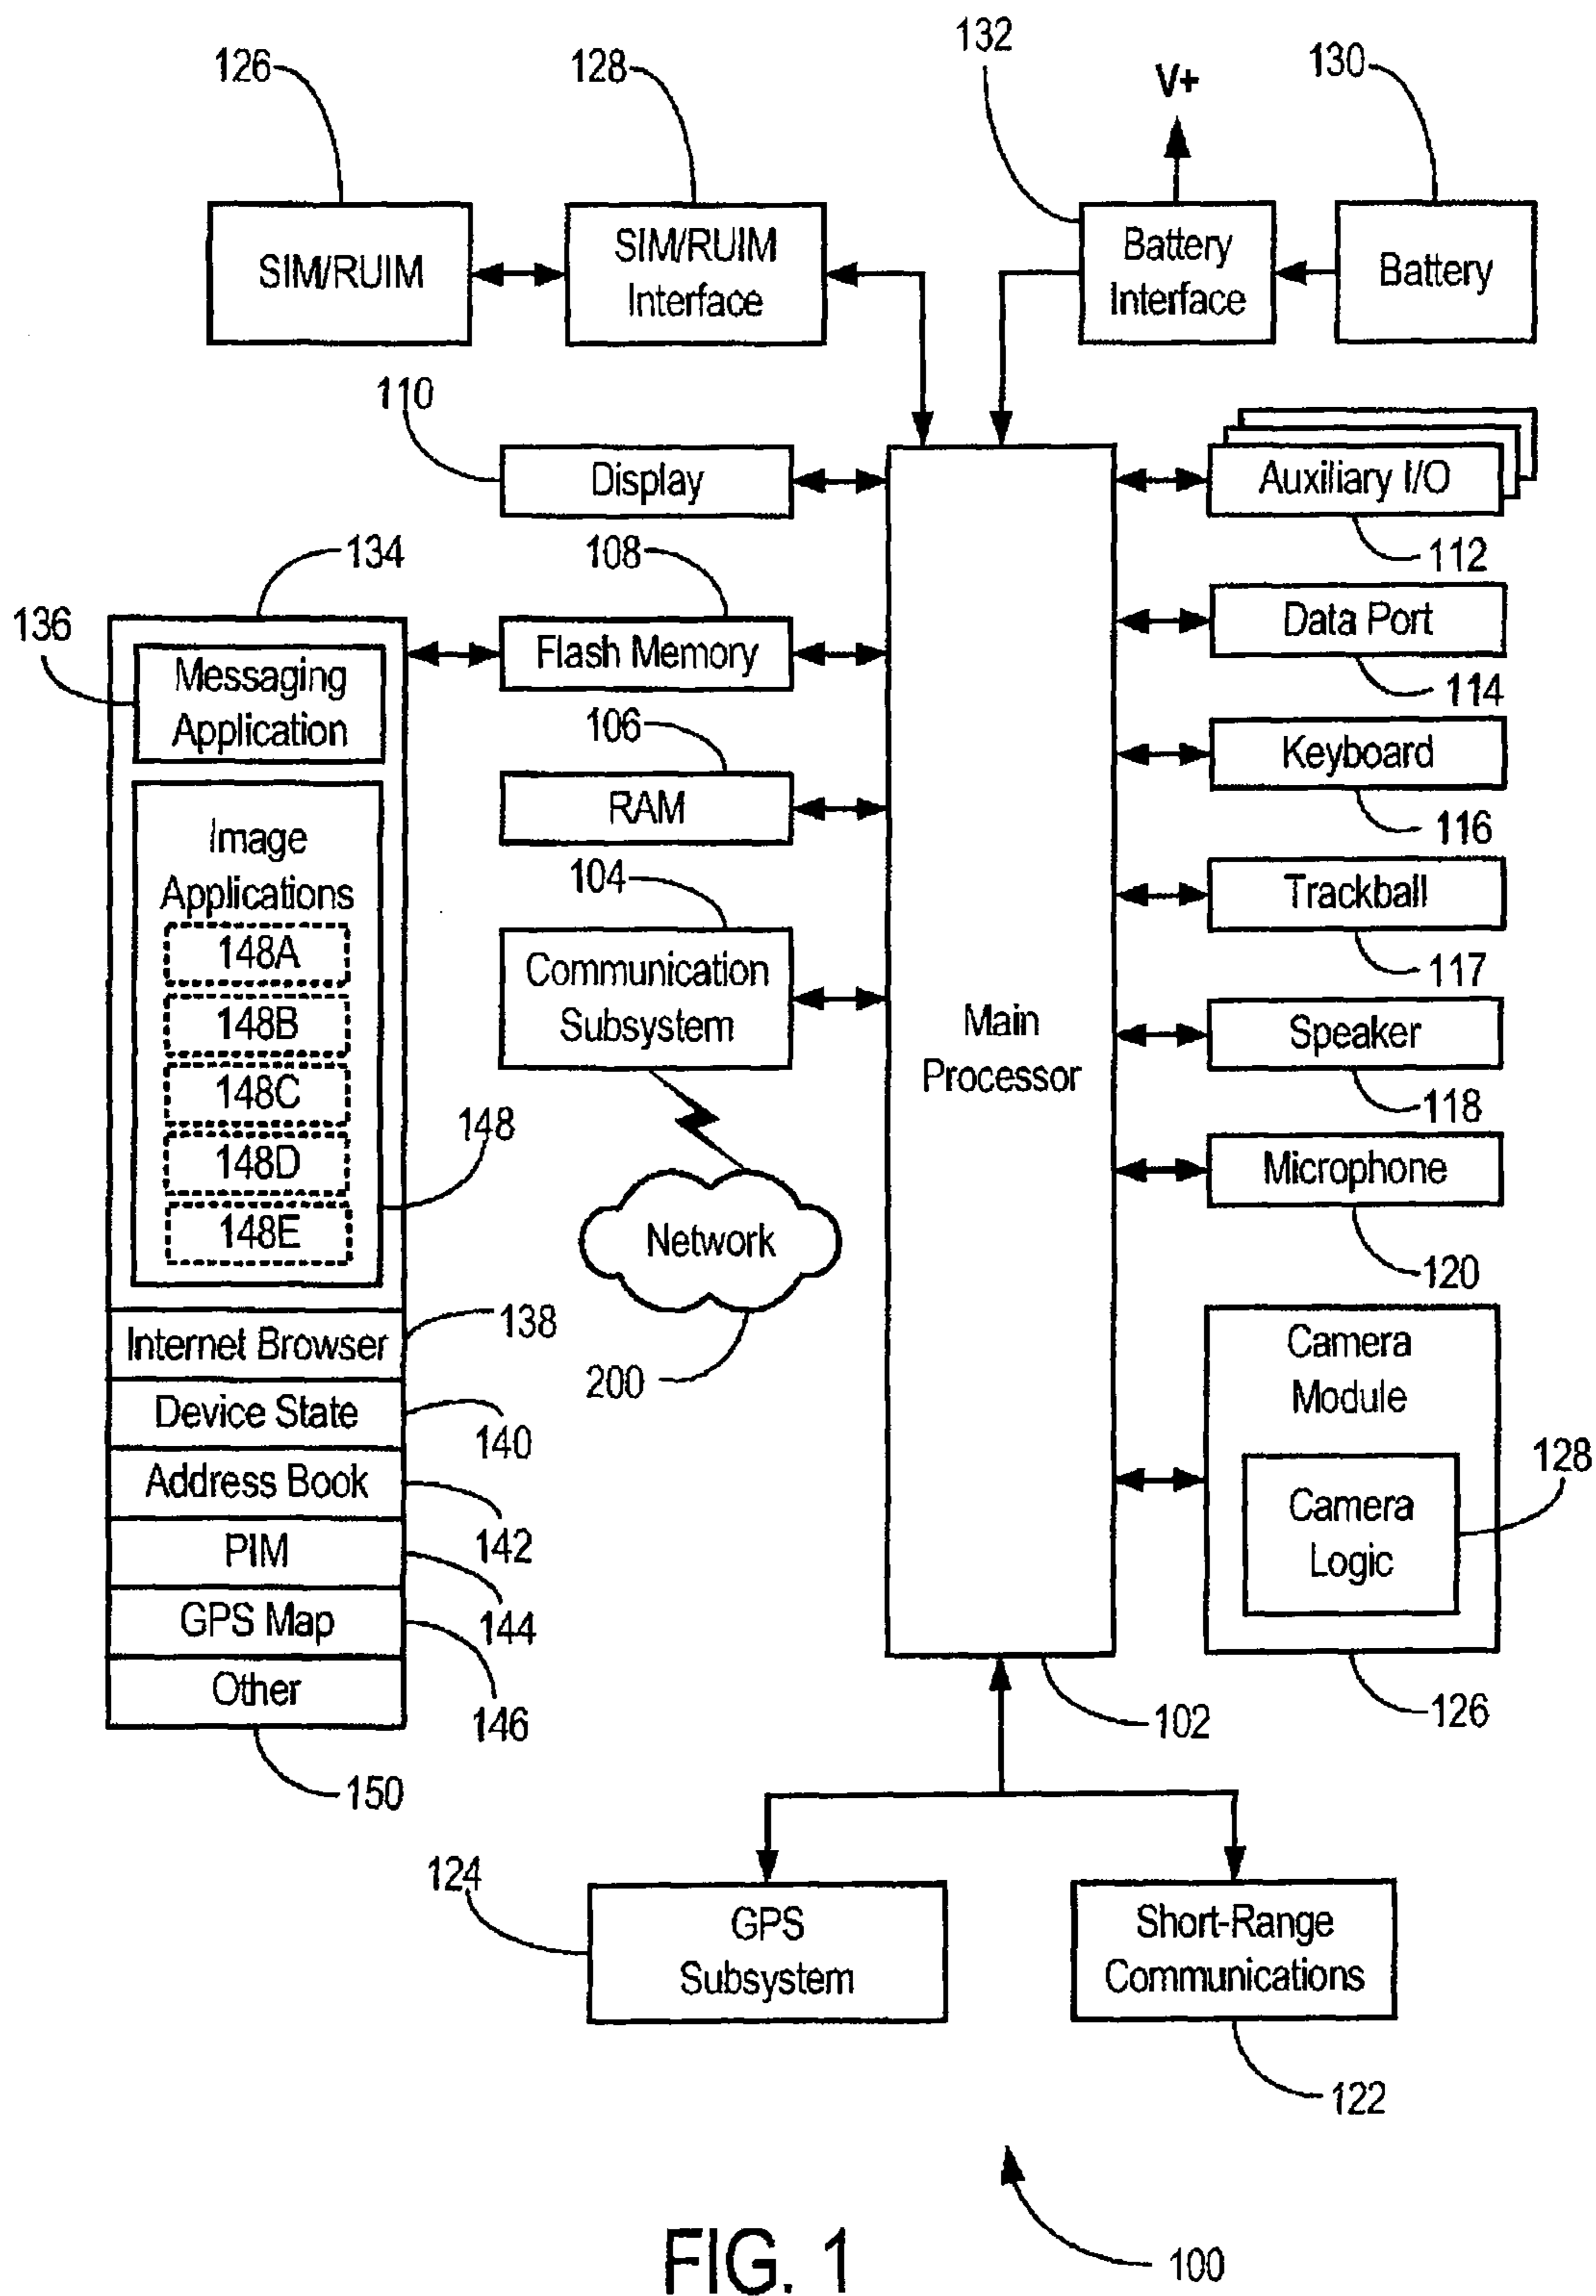 132
126
128
V+
130
SIM/RUIM
SIM/RUIM
Interface
Battery
Interface
Battery
110
Display
Auxiliary I/O
112
134
108
136
Messaging
Application
Flash Memory
Data Port
114
106
RAM
Keyboard
116
Image
Applications
148A
148B
148C
148D
148E
148
104
Communication
Subsystem
Main
Processor
Trackball
117
Speaker
118
Microphone
120
Network
200
Internet Browser
138
Device State
140
Address Book
142
PIM
144
GPS Map
146
Other
150
Camera
Module
Camera
Logic
128
126
102
124
GPS
Subsystem
Short-Range
Communications
122
100
FIG. 1